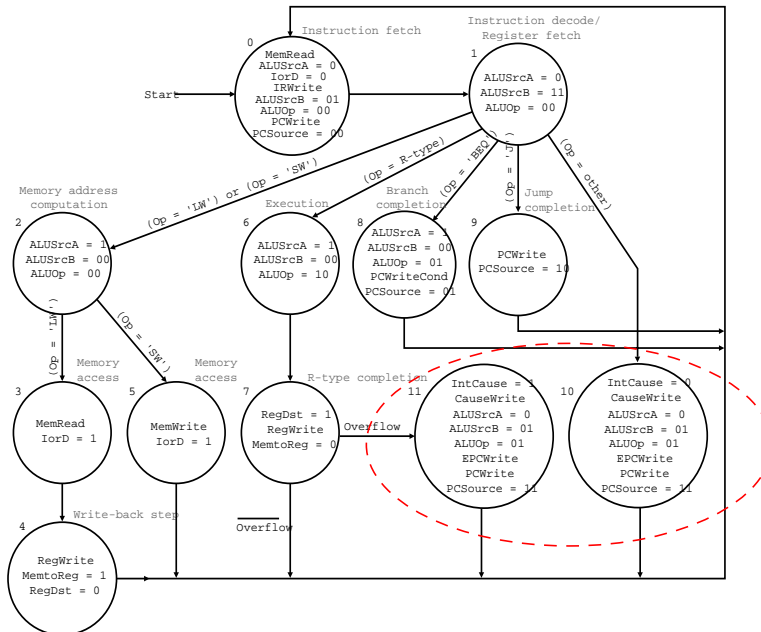 Instruction fetch
0
MemRead
ALUSrcA = 0
IorD = 0
IRWrite
ALUSrcB = 01
ALUOp = 00
PCWrite
PCSource = 00
Start
Instruction decode/
Register fetch
1
ALUSrcA = 0
ALUSrcB = 11
ALUOp = 00
(Op = 'LW') or (Op = 'SW')
(Op = R-type)
(Op = 'BEQ')
(Op = 'J')
(Op = other)
Memory address
computation
2
ALUSrcA = 1
ALUSrcB = 00
ALUOp = 00
Execution
6
ALUSrcA = 1
ALUSrcB = 00
ALUOp = 10
Branch
completion
8
ALUSrcA = 1
ALUSrcB = 00
ALUOp = 01
PCWriteCond
PCSource = 01
Jump
completion
9
PCWrite
PCSource = 10
(Op = 'LW')
(Op = 'SW')
Memory
access
3
MemRead
IorD = 1
Memory
access
5
MemWrite
IorD = 1
R-type completion
7
RegDst = 1
RegWrite
MemtoReg = 0
Overflow
Overflow
11
IntCause = 1
CauseWrite
ALUSrcA = 0
ALUSrcB = 01
ALUOp = 01
EPCWrite
PCWrite
PCSource = 11
10
IntCause = 0
CauseWrite
ALUSrcA = 0
ALUSrcB = 01
ALUOp = 01
EPCWrite
PCWrite
PCSource = 11
Write-back step
4
RegWrite
MemtoReg = 1
RegDst = 0